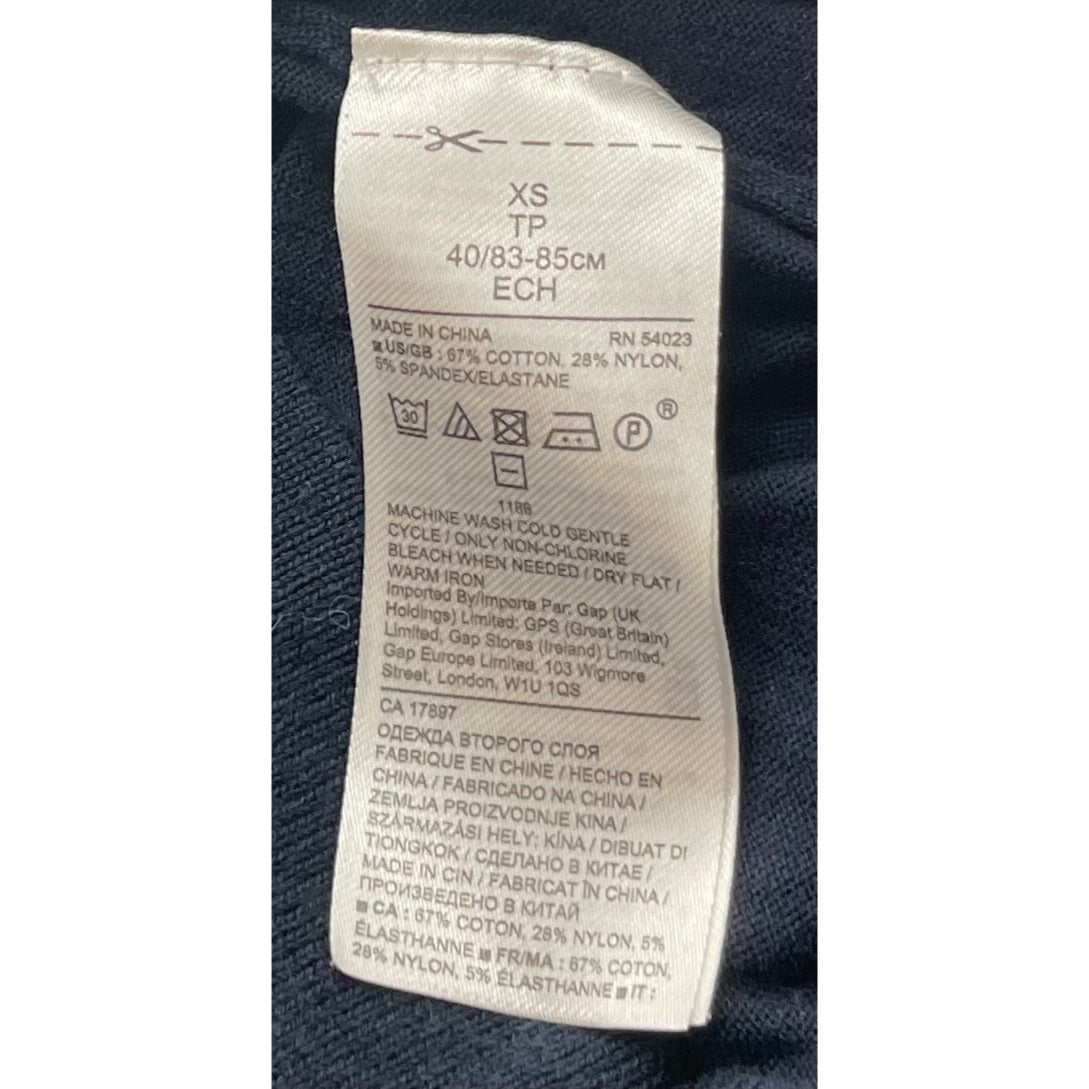 XS
TP
40/83-85СМ
ECH
MADE IN CHINA RN 54023
US/GB : 67% COTTON, 28% NYLON,
5% SPANDEX/ELASTANE
30 P ®
1188
MACHINE WASH COLD GENTLE
CYCLE / ONLY NON-CHLORINE
BLEACH WHEN NEEDED / DRY FLAT /
WARM IRON
Imported By/Importe Par: Gap (UK
Holdings) Limited: GPS (Great Britain)
Limited, Gap Stores (Ireland) Limited,
Gap Europe Limited, 103 Wigmore
Street, London, W1U 1QS
CA 17897
ОДЕЖДА ВТОРОГО СЛОЯ
FABRIQUE EN CHINE / HECHO EN
CHINA / FABRICADO NA CHINA /
ZEMLJA PROIZVODNJE KINA /
SZÁRMAZÁSI HELY: KÍNA / DIBUAT DI
TIONGKOK / СДЕЛАНО В КИТАЕ /
MADE IN CIN / FABRICAT ÎN CHINA /
ПРОИЗВЕДЕНО В КИТАЙ
CA : 67% COTON, 28% NYLON, 5%
ÉLASTHANNE FR/MA : 67% COTON,
28% NYLON, 5% ÉLASTHANNE IT :